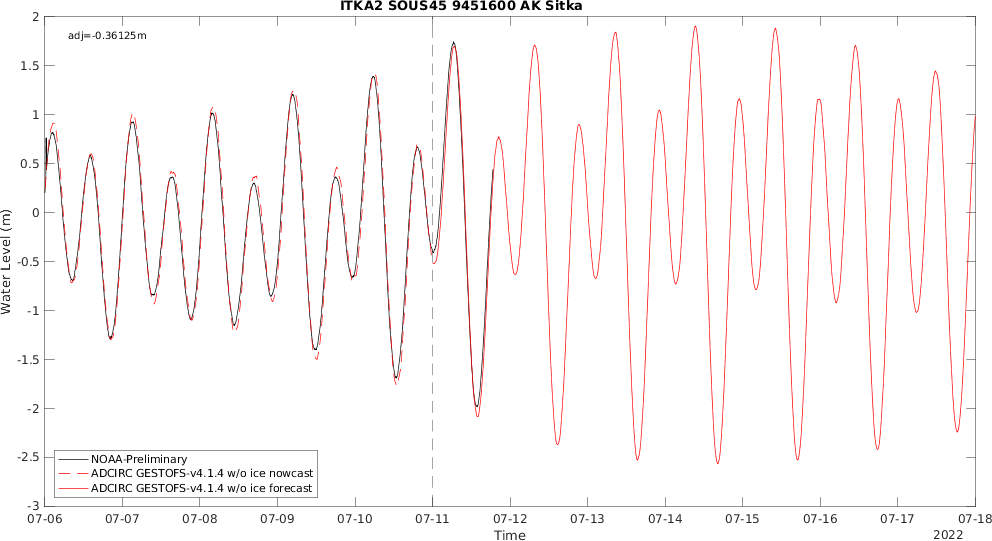 ITKA2 SOUS45 9451600 AK Sitka
adj=-0.36125m
2
1.5
1
0.5
0
-0.5
-1
-1.5
-2
-2.5
-3
Water Level (m)
NOAA-Preliminary
ADCIRC GESTOFS-v4.1.4 w/o ice nowcast
ADCIRC GESTOFS-v4.1.4 w/o ice forecast
07-06 07-07 07-08 07-09 07-10 07-11 07-12 07-13 07-14 07-15 07-16 07-17 07-18
Time
2022